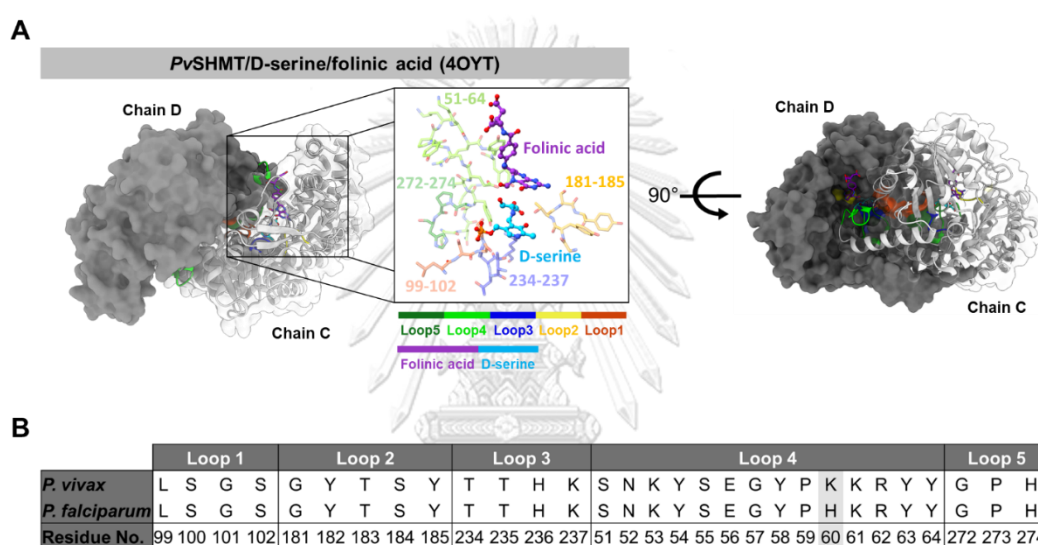 A
PvSHMT/D-serine/folinic acid (4OYT)
Chain D
51-64
Folinic acid
272-274
181-185
D-serine
99-102
234-237
Chain C
Loop5 Loop4 Loop3 Loop2 Loop1
Folinic acid D-serine
90°
Chain D
Chain C
B
Loop 1 Loop 2 Loop 3 Loop 4 Loop 5
P. vivax L S G S G Y T S Y T T H K S N K Y S E G Y P K K R Y Y G P H
P. falciparum L S G S G Y T S Y T T H K S N K Y S E G Y P H K R Y Y G P H
Residue No. 99 100 101 102 181 182 183 184 185 234 235 236 237 51 52 53 54 55 56 57 58 59 60 61 62 63 64 272 273 274